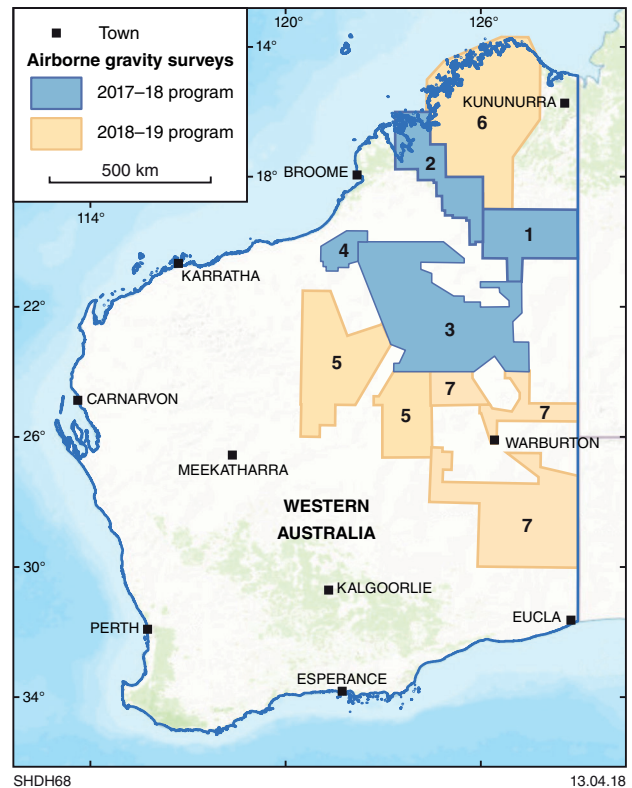 Town
Airborne gravity surveys
2017–18 program
2018–19 program
500 km
120°
126°
14°
KUNUNURRA
6
2
BROOME
18°
114°
1
4
KARRATHA
22°
3
5
7
CARNARVON
5
7
26°
WARBURTON
MEEKATHARRA
WESTERN
AUSTRALIA
7
30°
KALGOORLIE
EUCLA
PERTH
ESPERANCE
34°
SHDH68
13.04.18